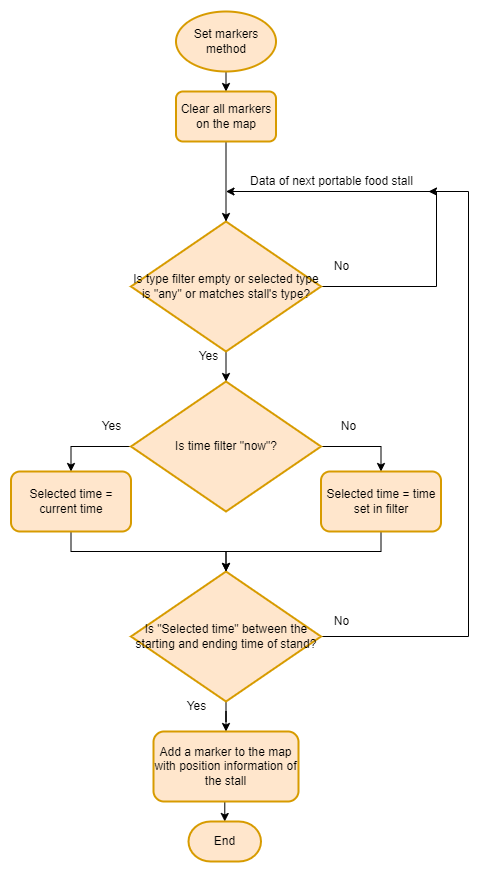 Set markers
method
Clear all markers
on the map
Data of next portable food stall
Is type filter empty or selected type
is "any" or matches stall's type?
No
Yes
Is time filter "now"?
Yes
No
Selected time =
current time
Selected time = time
set in filter
Is "Selected time" between the
starting and ending time of stand?
No
Yes
Add a marker to the map
with position information of
the stall
End